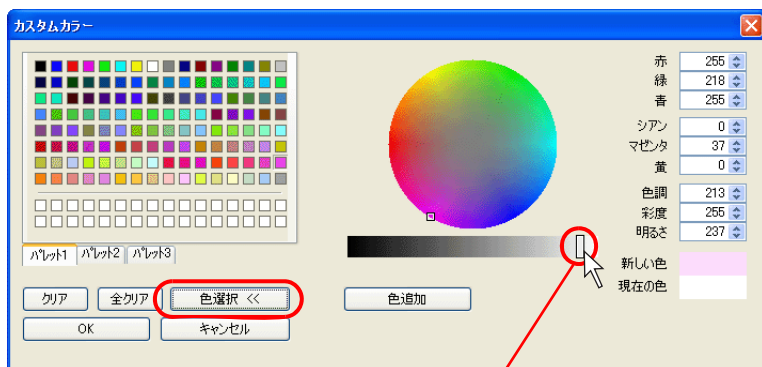 カスタムカラー
赤 255
緑 218
青 255
シアン 0
マゼンタ 37
黄 0
色調 213
彩度 255
明るさ 237
新しい色
現在の色
パレット1 パレット2 パレット3
クリア 全クリア 色選択 << 色追加
OK キャンセル